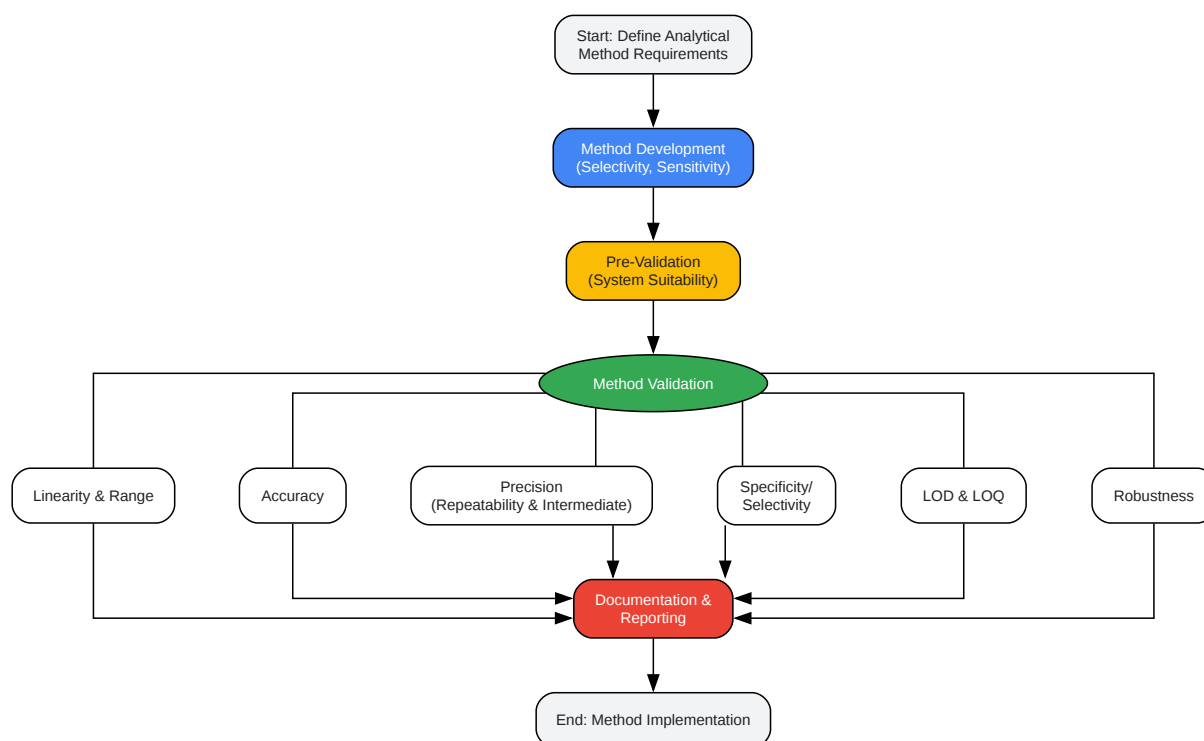 Start: Define Analytical
Method Requirements
Method Development
(Selectivity, Sensitivity)
Pre-Validation
(System Suitability)
Method Validation
Linearity & Range
Accuracy
Precision
(Repeatability & Intermediate)
Specificity/
Selectivity
LOD & LOQ
Robustness
Documentation &
Reporting
End: Method Implementation